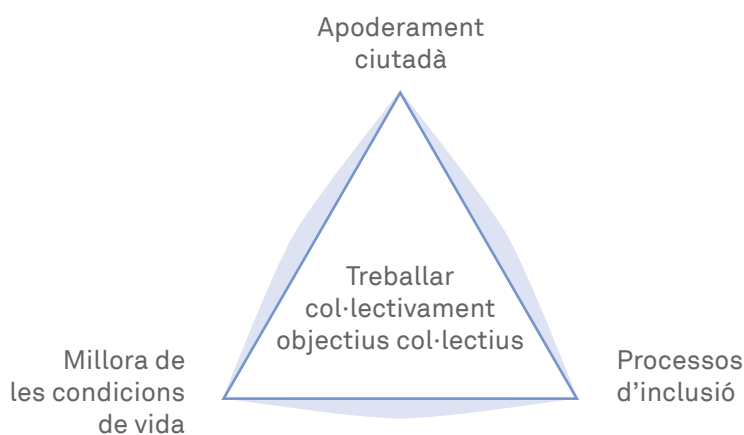 Apoderament
ciutadà
Treballar
col·lectivament
objectius col·lectius
Millora de
les condicions
de vida
Processos
d'inclusió